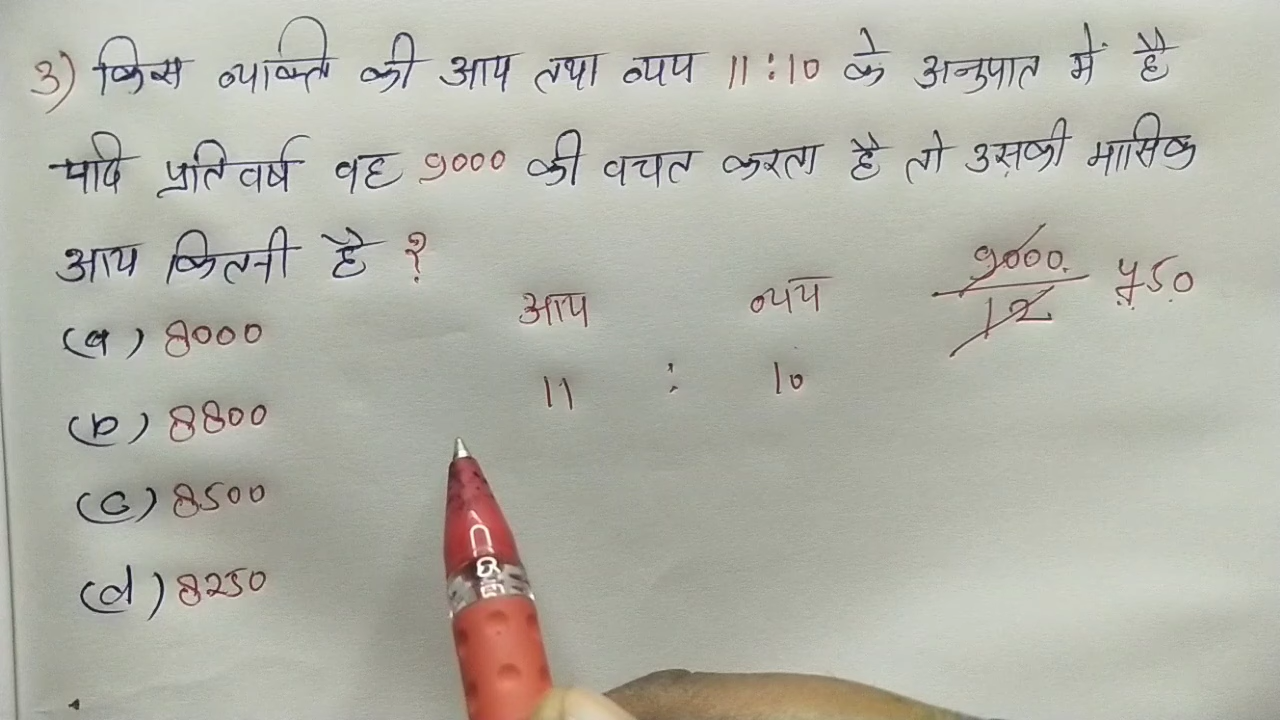 3) किस व्यक्ति की आय तथा व्यय 11:10 के अनुपात में है
यदि प्रतिवर्ष वह 9000 की वचत करता है तो उसकी मासिक
आय कितनी है ?
(a) 8000
(b) 8800
(c) 8500
(d) 8250
आय व्यय
11 : 10
9000
12
750